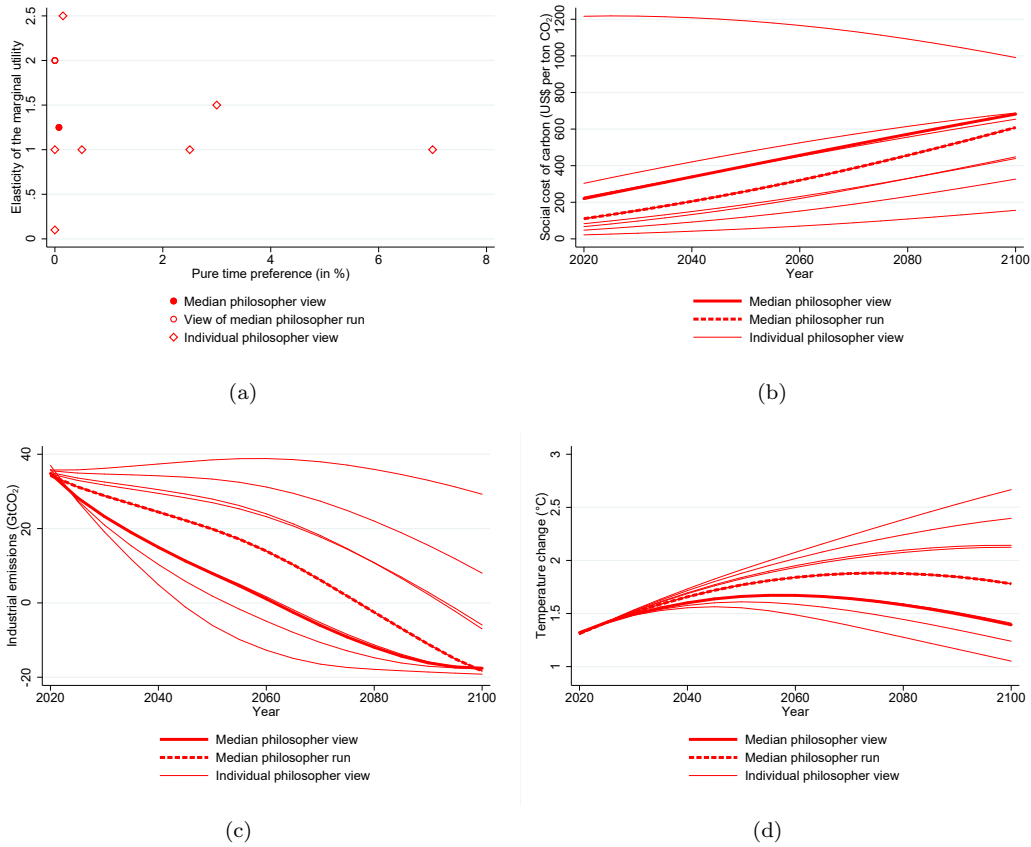 Elasticity of the marginal utility
2.5
2
1.5
1
.5
0
0
2
4
6
8
Pure time preference (in %)
Median philosopher view
View of median philosopher run
Individual philosopher view
(a)
Social cost of carbon (US$ per ton CO₂)
1200
1000
800
600
400
200
0
2020
2040
2060
2080
2100
Year
Median philosopher view
Median philosopher run
Individual philosopher view
(b)
Industrial emissions (GtCO₂)
40
20
0
-20
2020
2040
2060
2080
2100
Year
Median philosopher view
Median philosopher run
Individual philosopher view
(c)
Temperature change (°C)
3
2.5
2
1.5
1
2020
2040
2060
2080
2100
Year
Median philosopher view
Median philosopher run
Individual philosopher view
(d)